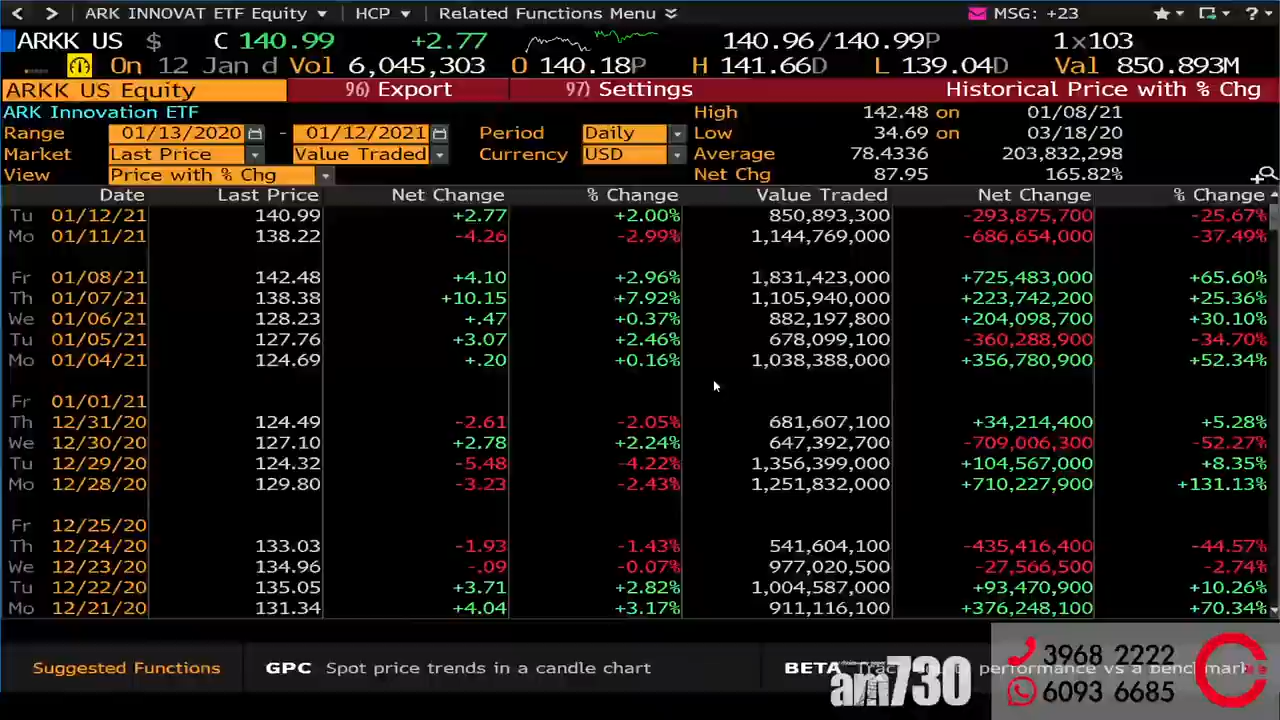 < > ARK INNOVAT ETF Equity HCP Related Functions Menu MSG: +23 ?
ARKK US $ C 140.99 +2.77 140.96/140.99P 1×103
On 12 Jan d Vol 6,045,303 O 140.18P H 141.66D L 139.04D Val 850.893M
ARKK US Equity 96) Export 97) Settings Historical Price with % Chg
ARK Innovation ETF High 142.48 on 01/08/21
Range 01/13/2020 - 01/12/2021 Period Daily Low 34.69 on 03/18/20
Market Last Price Value Traded Currency USD Average 78.4336 203,832,298
View Price with % Chg Net Chg 87.95 165.82%
Date Last Price Net Change % Change Value Traded Net Change % Change
Tu 01/12/21 140.99 +2.77 +2.00% 850,893,300 -293,875,700 -25.67%
Mo 01/11/21 138.22 -4.26 -2.99% 1,144,769,000 -686,654,000 -37.49%
Fr 01/08/21 142.48 +4.10 +2.96% 1,831,423,000 +725,483,000 +65.60%
Th 01/07/21 138.38 +10.15 +7.92% 1,105,940,000 +223,742,200 +25.36%
We 01/06/21 128.23 +.47 +0.37% 882,197,800 +204,098,700 +30.10%
Tu 01/05/21 127.76 +3.07 +2.46% 678,099,100 -360,288,900 -34.70%
Mo 01/04/21 124.69 +.20 +0.16% 1,038,388,000 +356,780,900 +52.34%
Fr 01/01/21
Th 12/31/20 124.49 -2.61 -2.05% 681,607,100 +34,214,400 +5.28%
We 12/30/20 127.10 +2.78 +2.24% 647,392,700 -709,006,300 -52.27%
Tu 12/29/20 124.32 -5.48 -4.22% 1,356,399,000 +104,567,000 +8.35%
Mo 12/28/20 129.80 -3.23 -2.43% 1,251,832,000 +710,227,900 +131.13%
Fr 12/25/20
Th 12/24/20 133.03 -1.93 -1.43% 541,604,100 -435,416,400 -44.57%
We 12/23/20 134.96 -.09 -0.07% 977,020,500 -27,566,500 -2.74%
Tu 12/22/20 135.05 +3.71 +2.82% 1,004,587,000 +93,470,900 +10.26%
Mo 12/21/20 131.34 +4.04 +3.17% 911,116,100 +376,248,100 +70.34%
Suggested Functions GPC Spot price trends in a candle chart BETA performance vs a benchmark
am730
3968 2222
6093 6685